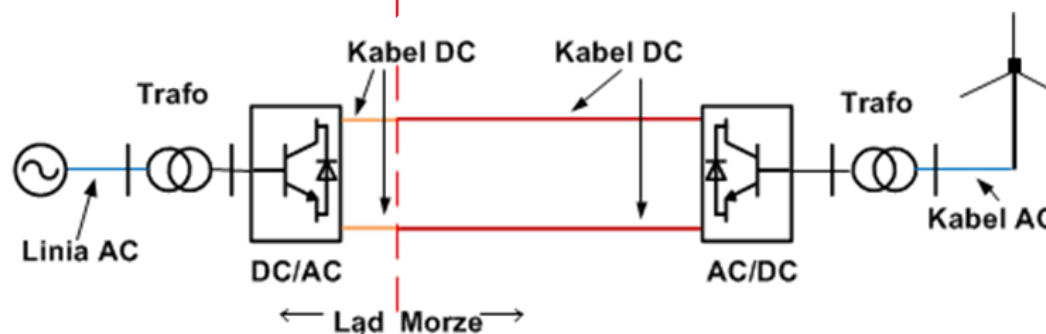 Kabel DC
Kabel DC
Trafo
Trafo
Linia AC
DC/AC
AC/DC
Kabel AC
Ląd Morze